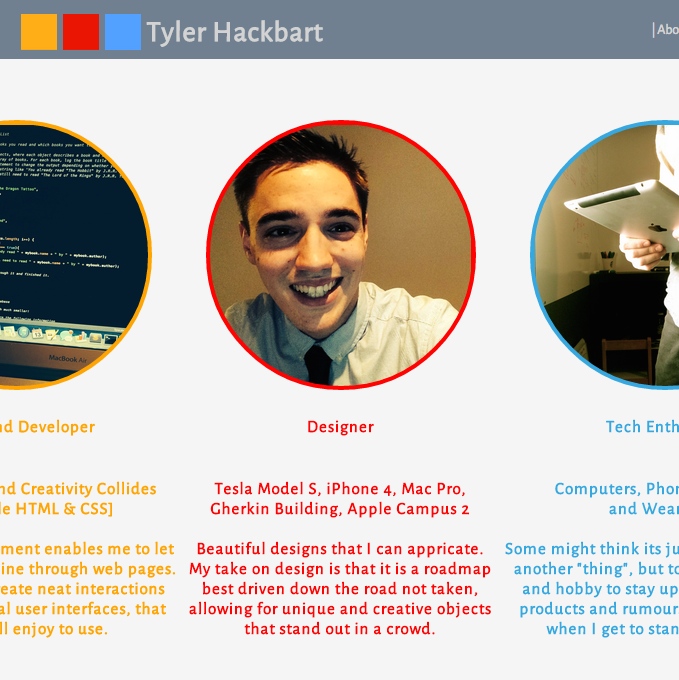 Tyler Hackbart
| Abo
MacBook Air
nd Developer
nd Creativity Collides
le HTML & CSS]
ment enables me to let
ine through web pages.
eate neat interactions
al user interfaces, that
ll enjoy to use.
Designer
Tesla Model S, iPhone 4, Mac Pro,
Gherkin Building, Apple Campus 2
Beautiful designs that I can appricate.
My take on design is that it is a roadmap
best driven down the road not taken,
allowing for unique and creative objects
that stand out in a crowd.
Tech Enth
Computers, Phon
and Wear
Some might think its ju
another "thing", but to
and hobby to stay up
products and rumour
when I get to stan